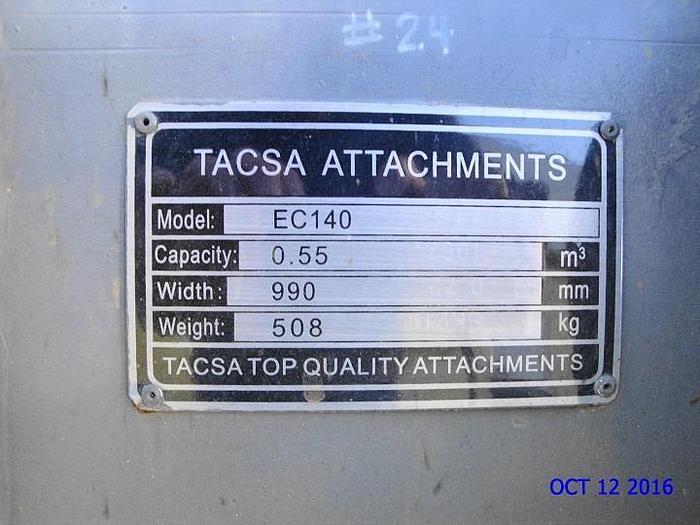 # 24
TACSA ATTACHMENTS
Model: EC140
Capacity: 0.55 m³
Width: 990 mm
Weight: 508 kg
TACSA TOP QUALITY ATTACHMENTS
OCT 12 2016